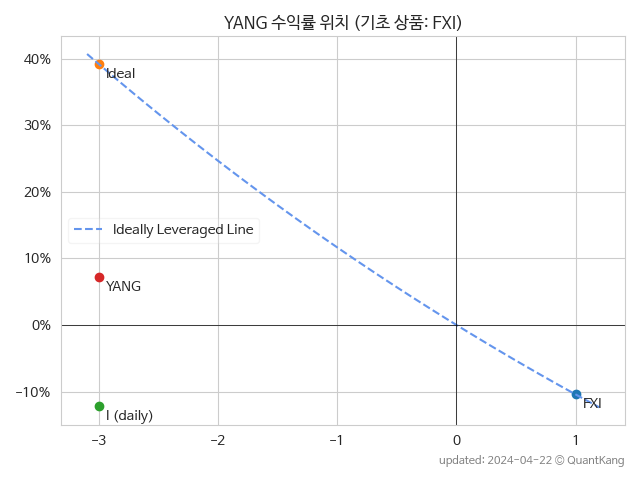 YANG 수익률 위치 (기초 상품: FXI)
40%
Ideal
30%
20%
Ideally Leveraged Line
10%
YANG
0%
−10%
FXI
I (daily)
−3 −2 −1 0 1
updated: 2024-04-22 © QuantKang